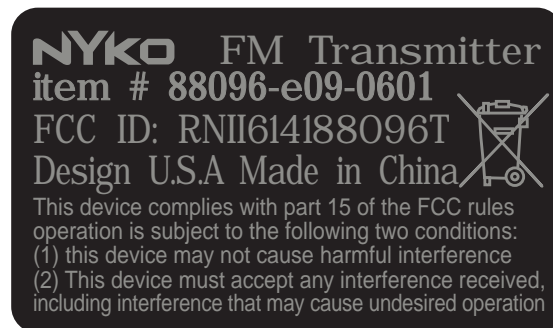 NYKO FM Transmitter
item # 88096-e09-0601
FCC ID: RNII614188096T
Design U.S.A Made in China
This device complies with part 15 of the FCC rules
operation is subject to the following two conditions:
(1) this device may not cause harmful interference
(2) This device must accept any interference received,
including interference that may cause undesired operation